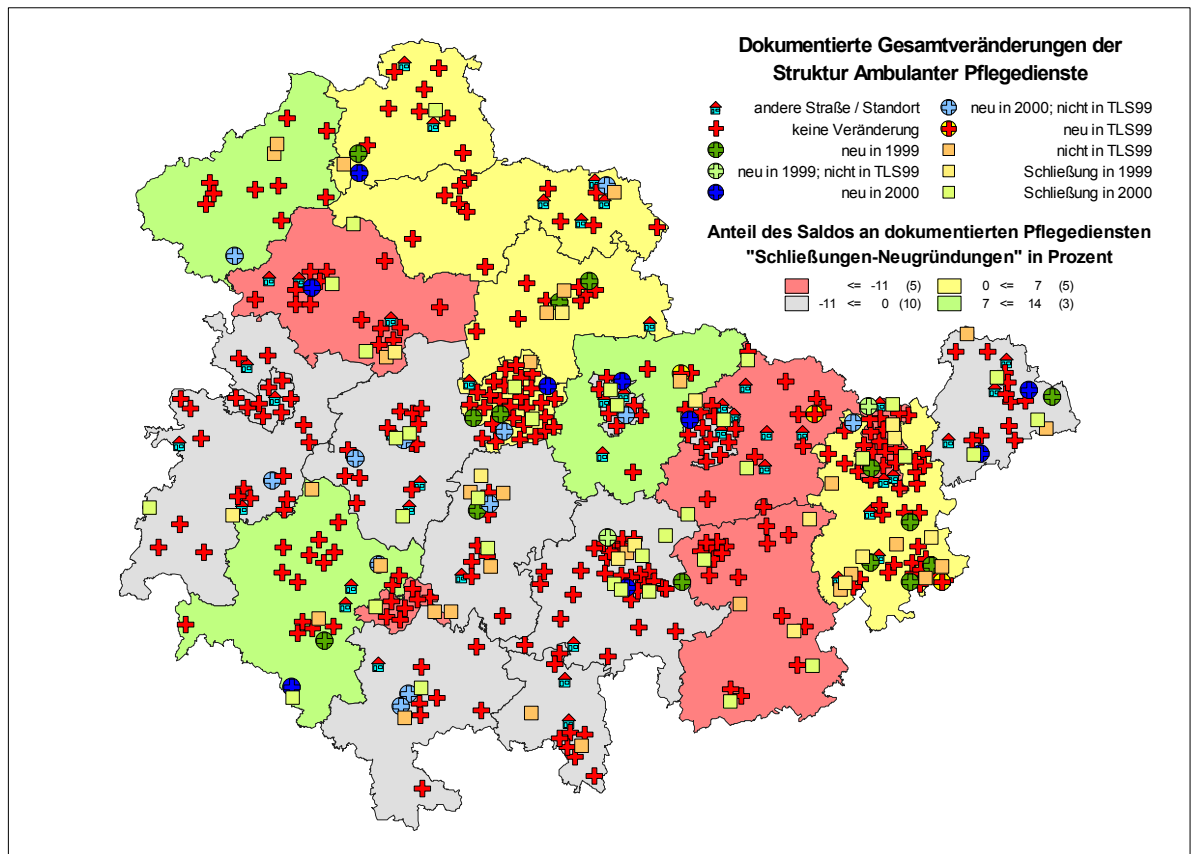 Dokumentierte Gesamtveränderungen der
Struktur Ambulanter Pflegedienste
andere Straße / Standort
keine Veränderung
neu in 1999
neu in 1999; nicht in TLS99
neu in 2000
neu in 2000; nicht in TLS99
neu in TLS99
nicht in TLS99
Schließung in 1999
Schließung in 2000
Anteil des Saldos an dokumentierten Pflegediensten
"Schließungen-Neugründungen" in Prozent
<= -11 (5)
-11 <= 0 (10)
0 <= 7 (5)
7 <= 14 (3)